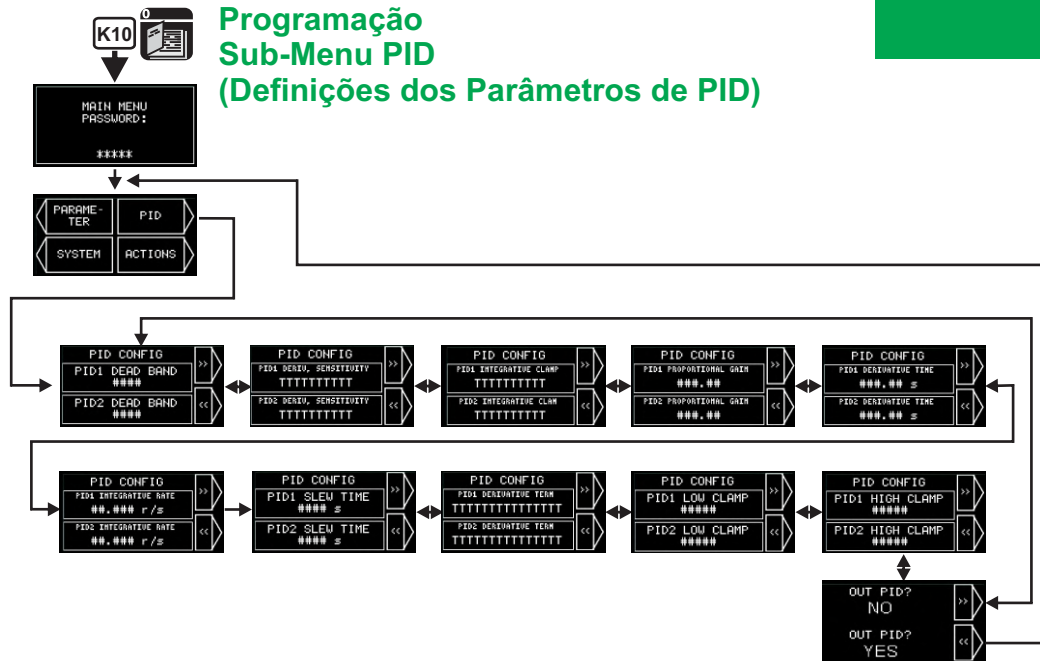 K10
0
Programação
Sub-Menu PID
(Definições dos Parâmetros de PID)
MAIN MENU
PASSWORD:
*****
PARAME-
TER
PID
SYSTEM
ACTIONS
PID CONFIG
PID1 DEAD BAND
####
PID2 DEAD BAND
####
>>
<<
PID CONFIG
PID1 DERIV, SENSITIVITY
TTTTTTTTTT
PID2 DERIV, SENSITIVITY
TTTTTTTTTT
>>
<<
PID CONFIG
PID1 INTEGRATIVE CLAMP
TTTTTTTTTT
PID2 INTEGRATIVE CLAM
TTTTTTTTTT
>>
<<
PID CONFIG
PID1 PROPORTIONAL GAIN
###.##
PID2 PROPORTIONAL GAIN
###.##
>>
<<
PID CONFIG
PID1 DERIVATIVE TIME
###.## s
PID2 DERIVATIVE TIME
###.## s
>>
<<
PID CONFIG
PID1 INTEGRATIVE RATE
##.### r/s
PID2 INTEGRATIVE RATE
##.### r/s
>>
<<
PID CONFIG
PID1 SLEW TIME
#### s
PID2 SLEW TIME
#### s
>>
<<
PID CONFIG
PID1 DERIVATIVE TERM
TTTTTTTTTTTTTTT
PID2 DERIVATIVE TERM
TTTTTTTTTTTTTTT
>>
<<
PID CONFIG
PID1 LOW CLAMP
#####
PID2 LOW CLAMP
#####
>>
<<
PID CONFIG
PID1 HIGH CLAMP
#####
PID2 HIGH CLAMP
#####
>>
<<
OUT PID?
NO
OUT PID?
YES
>>
<<